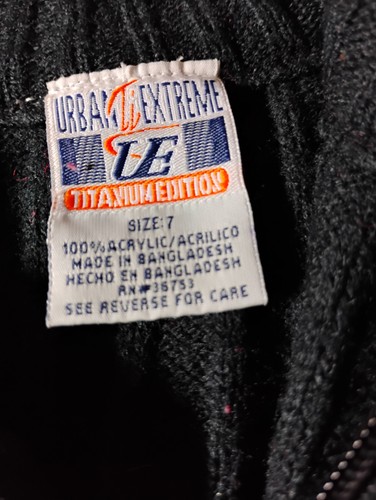 URBAN Ti EXTREME
UE
TITANIUM EDITION
SIZE:7
100% ACRYLIC/ACRILICO
MADE IN BANGLADESH
HECHO EN BANGLADESH
RN#36753
SEE REVERSE FOR CARE